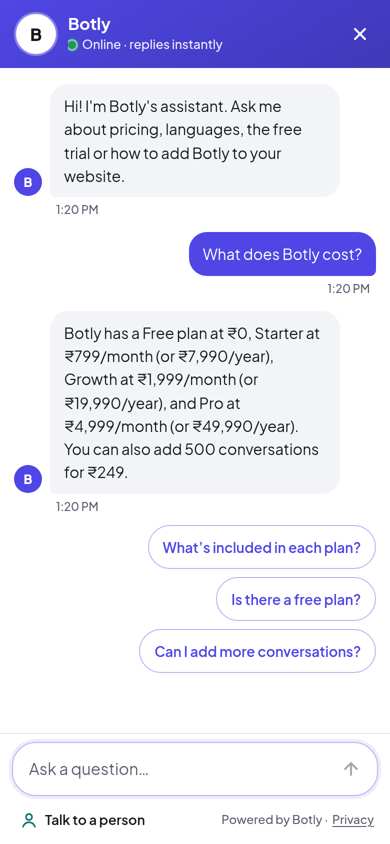 B
Botly
Online · replies instantly
Hi! I'm Botly's assistant. Ask me
about pricing, languages, the free
trial or how to add Botly to your
website.
B
1:20 PM
What does Botly cost?
1:20 PM
Botly has a Free plan at ₹0, Starter at
₹799/month (or ₹7,990/year),
Growth at ₹1,999/month (or
₹19,990/year), and Pro at
₹4,999/month (or ₹49,990/year).
You can also add 500 conversations
for ₹249.
B
1:20 PM
What’s included in each plan?
Is there a free plan?
Can I add more conversations?
Ask a question…
Talk to a person
Powered by Botly · Privacy